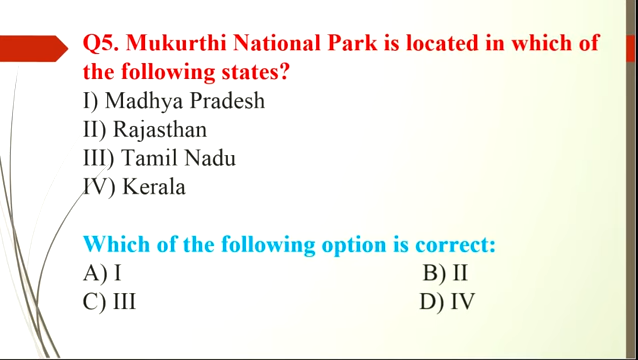 Q5. Mukurthi National Park is located in which of
the following states?
I) Madhya Pradesh
II) Rajasthan
III) Tamil Nadu
IV) Kerala
Which of the following option is correct:
A) I B) II
C) III D) IV